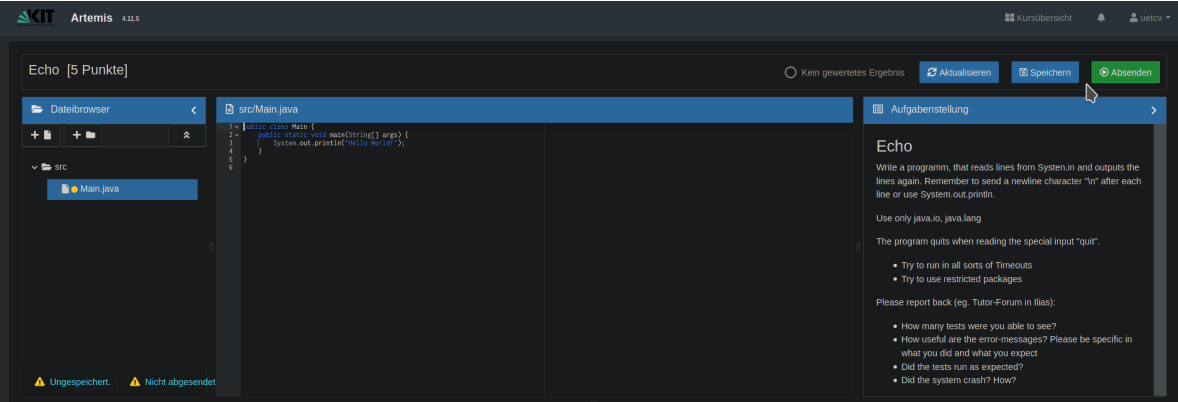 KIT Artemis 4.11.5 Kursübersicht uetcv
Echo [5 Punkte] Kein gewertetes Ergebnis Aktualisieren Speichern Absenden
Dateibrowser
src
Main.java
Ungespeichert. Nicht abgesendet
src/Main.java
1 public class Main {
2 public static void main(String[] args) {
3 System.out.println("Hello World!");
4 }
5 }
6
Aufgabenstellung
Echo
Write a programm, that reads lines from Systen.in and outputs the
lines again. Remember to send a newline character "\n" after each
line or use System.out.println.
Use only java.io, java.lang
The program quits when reading the special input "quit".
• Try to run in all sorts of Timeouts
• Try to use restricted packages
Please report back (eg. Tutor-Forum in Ilias):
• How many tests were you able to see?
• How useful are the error-messages? Please be specific in
what you did and what you expect
• Did the tests run as expected?
• Did the system crash? How?